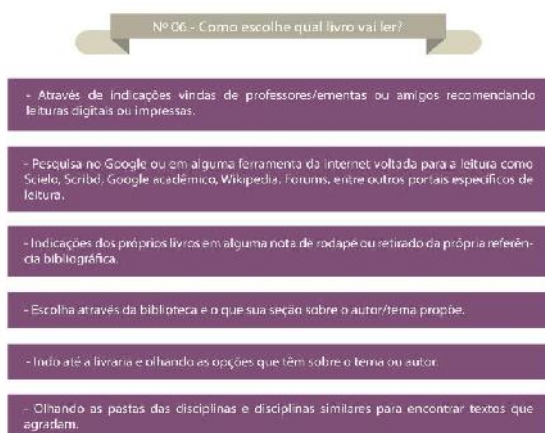 Nº 06 - Como escolhe qual livro vai ler?
- Através de indicações vindas de professores/ementas ou amigos recomendando
leituras digitais ou impressas.
- Pesquisa no Google ou em alguma ferramenta da internet voltada para a leitura como
Scielo, Scribd, Google acadêmico, Wikipedia, Foruns, entre outros portais específicos de
leitura.
- Indicações dos próprios livros em alguma nota de rodapé ou retirado da própria referên-
cia bibliográfica.
- Escolha através da biblioteca e o que sua seção sobre o autor/tema propõe.
- Indo até a livraria e olhando as opções que têm sobre o tema ou autor.
- Olhando as pastas das disciplinas e disciplinas similares para encontrar textos que
agradam.